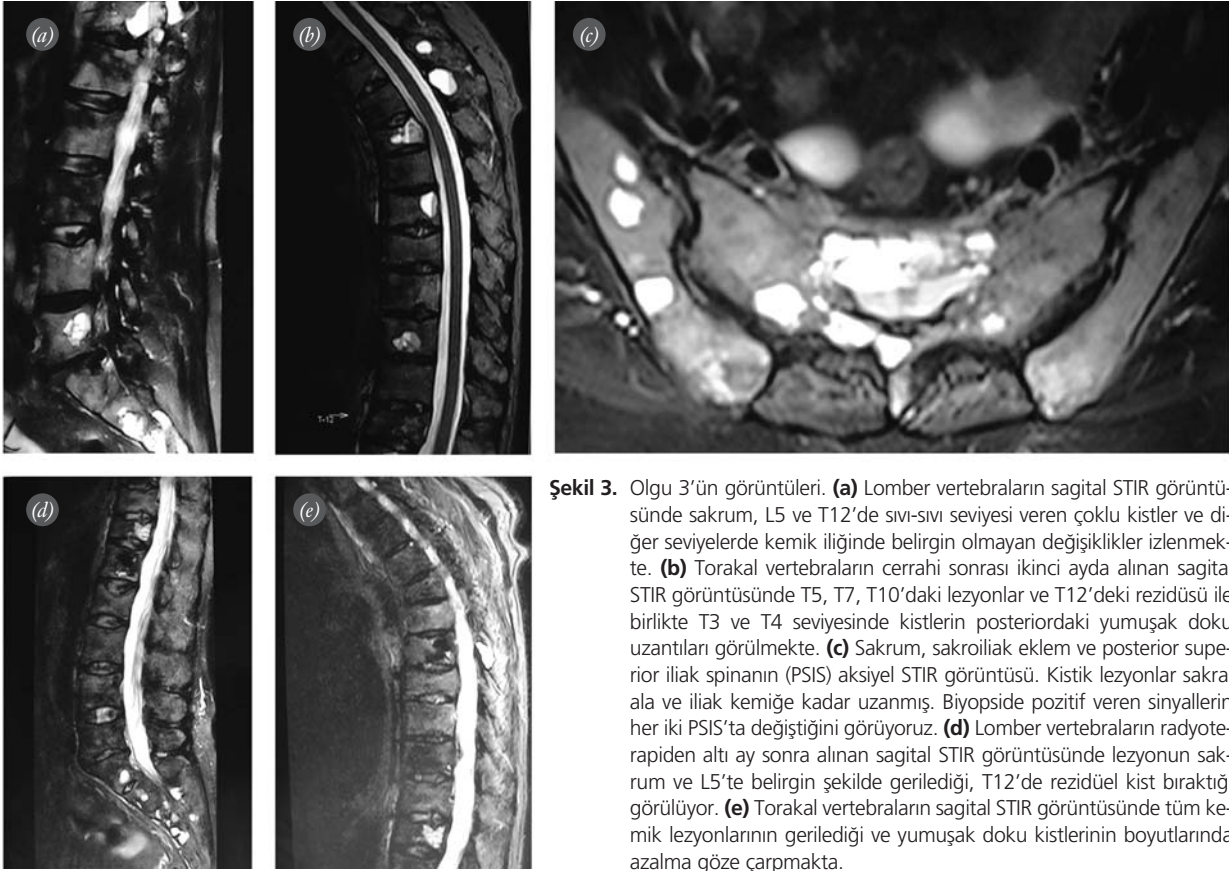 (a)
(b)
(c)
T-12
(d)
(e)
Şekil 3. Olgu 3’ün görüntüleri. (a) Lomber vertebraların sagital STIR görüntü-
sünde sakrum, L5 ve T12’de sıvı-sıvı seviyesi veren çoklu kistler ve di-
ğer seviyelerde kemik iliğinde belirgin olmayan değişiklikler izlenmek-
te. (b) Torakal vertebraların cerrahi sonrası ikinci ayda alınan sagita
STIR görüntüsünde T5, T7, T10’daki lezyonlar ve T12’deki rezidüsü ile
birlikte T3 ve T4 seviyesinde kistlerin posteriordaki yumuşak doku
uzantıları görülmekte. (c) Sakrum, sakroiliak eklem ve posterior supe-
rior iliak spinanın (PSIS) aksiyel STIR görüntüsü. Kistik lezyonlar sakra
ala ve iliak kemiğe kadar uzanmış. Biyopside pozitif veren sinyallerin
her iki PSIS’ta değiştiğini görüyoruz. (d) Lomber vertebraların radyote-
rapiden altı ay sonra alınan sagital STIR görüntüsünde lezyonun sak-
rum ve L5’te belirgin şekilde gerilediği, T12’de rezidüel kist bıraktığ
görülüyor. (e) Torakal vertebraların sagital STIR görüntüsünde tüm ke-
mik lezyonlarının gerilediği ve yumuşak doku kistlerinin boyutlarında
azalma göze çarpmakta.